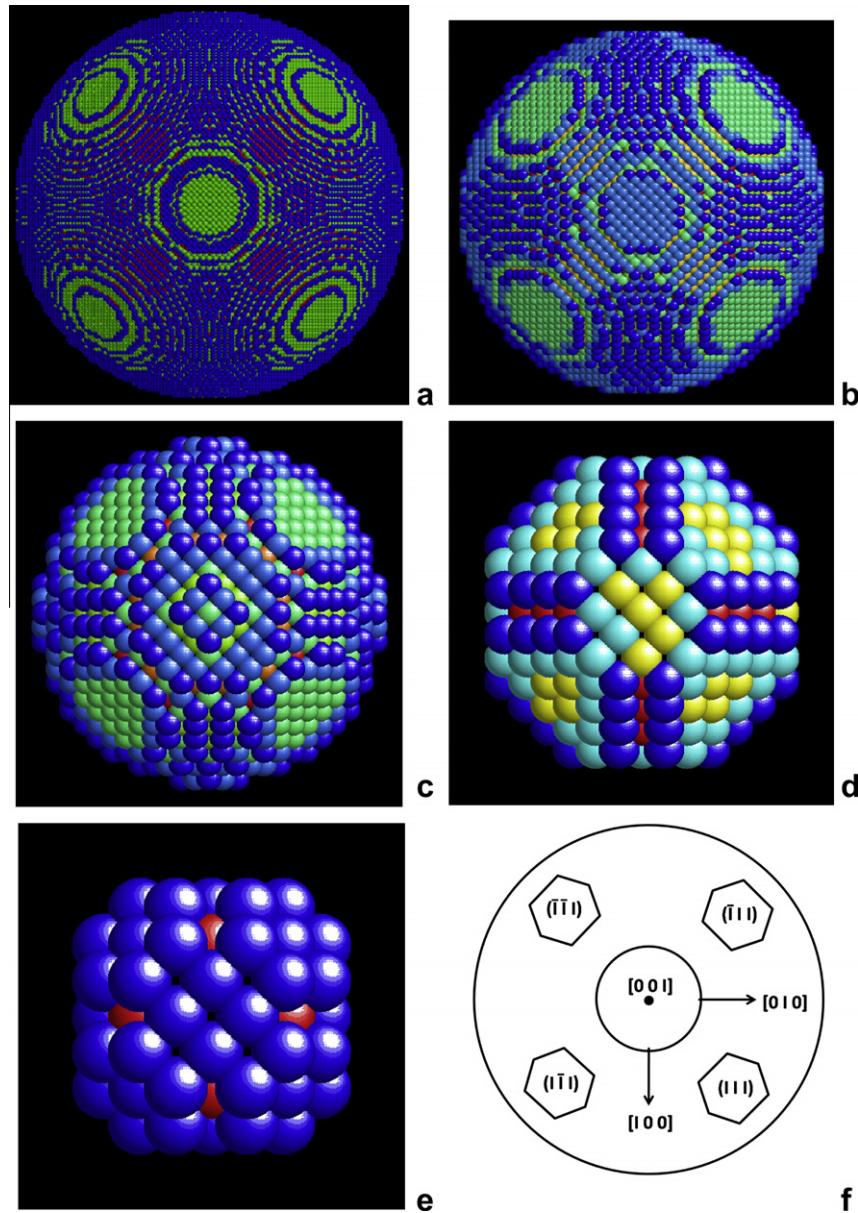 a
b
c
d
(1̅ 1̅ 1)
(1̅ 1 1)
[0 0 1]
[0 1 0]
(1 1̅ 1)
(1 1 1)
[1 0 0]
e
f